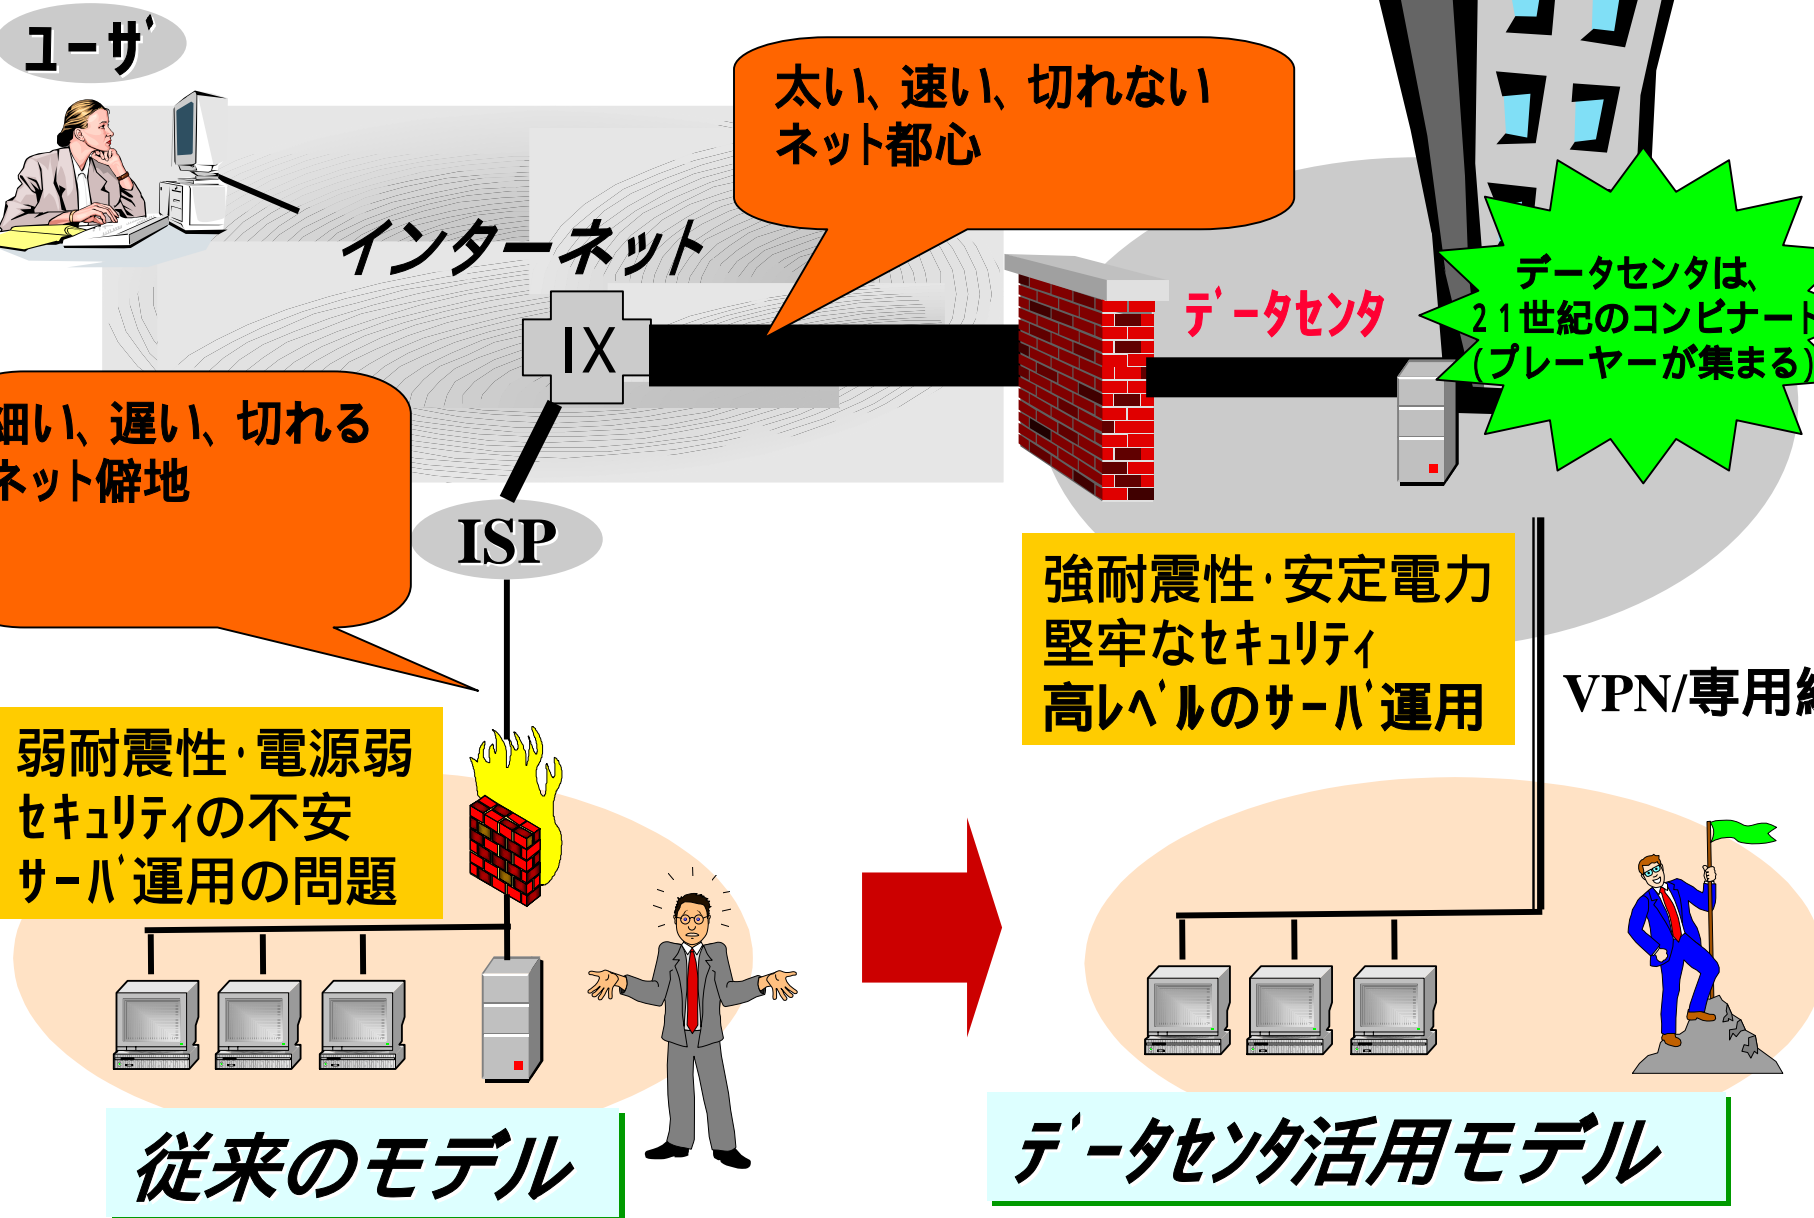 ユーザ
太い、速い、切れない
ネット都心
インターネット
IX
データセンタ
データセンタは、
21世紀のコンビナート
(プレーヤーが集まる)
細い、遅い、切れる
ネット僻地
ISP
強耐震性・安定電力
堅牢なセキュリティ
高レベルのサーバ運用
VPN/専用線
弱耐震性・電源弱
セキュリティの不安
サーバ運用の問題
従来のモデル
データセンタ活用モデル